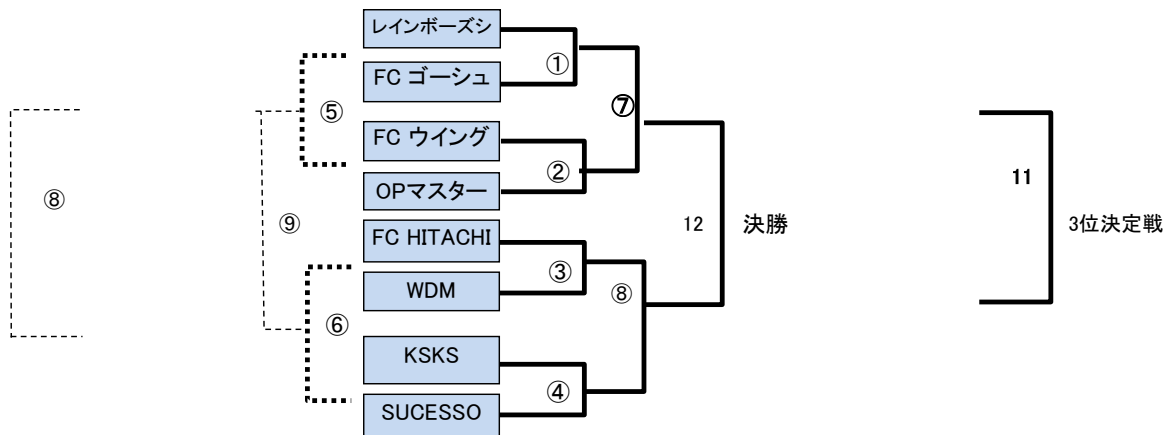 レインボーズシ
①
FC ゴーシュ
⑤
⑦
FC ウイング
②
OPマスター
⑧
⑨
FC HITACHI
12 決勝
11
3位決定戦
③
WDM
⑧
⑥
KSKS
④
SUCESSO